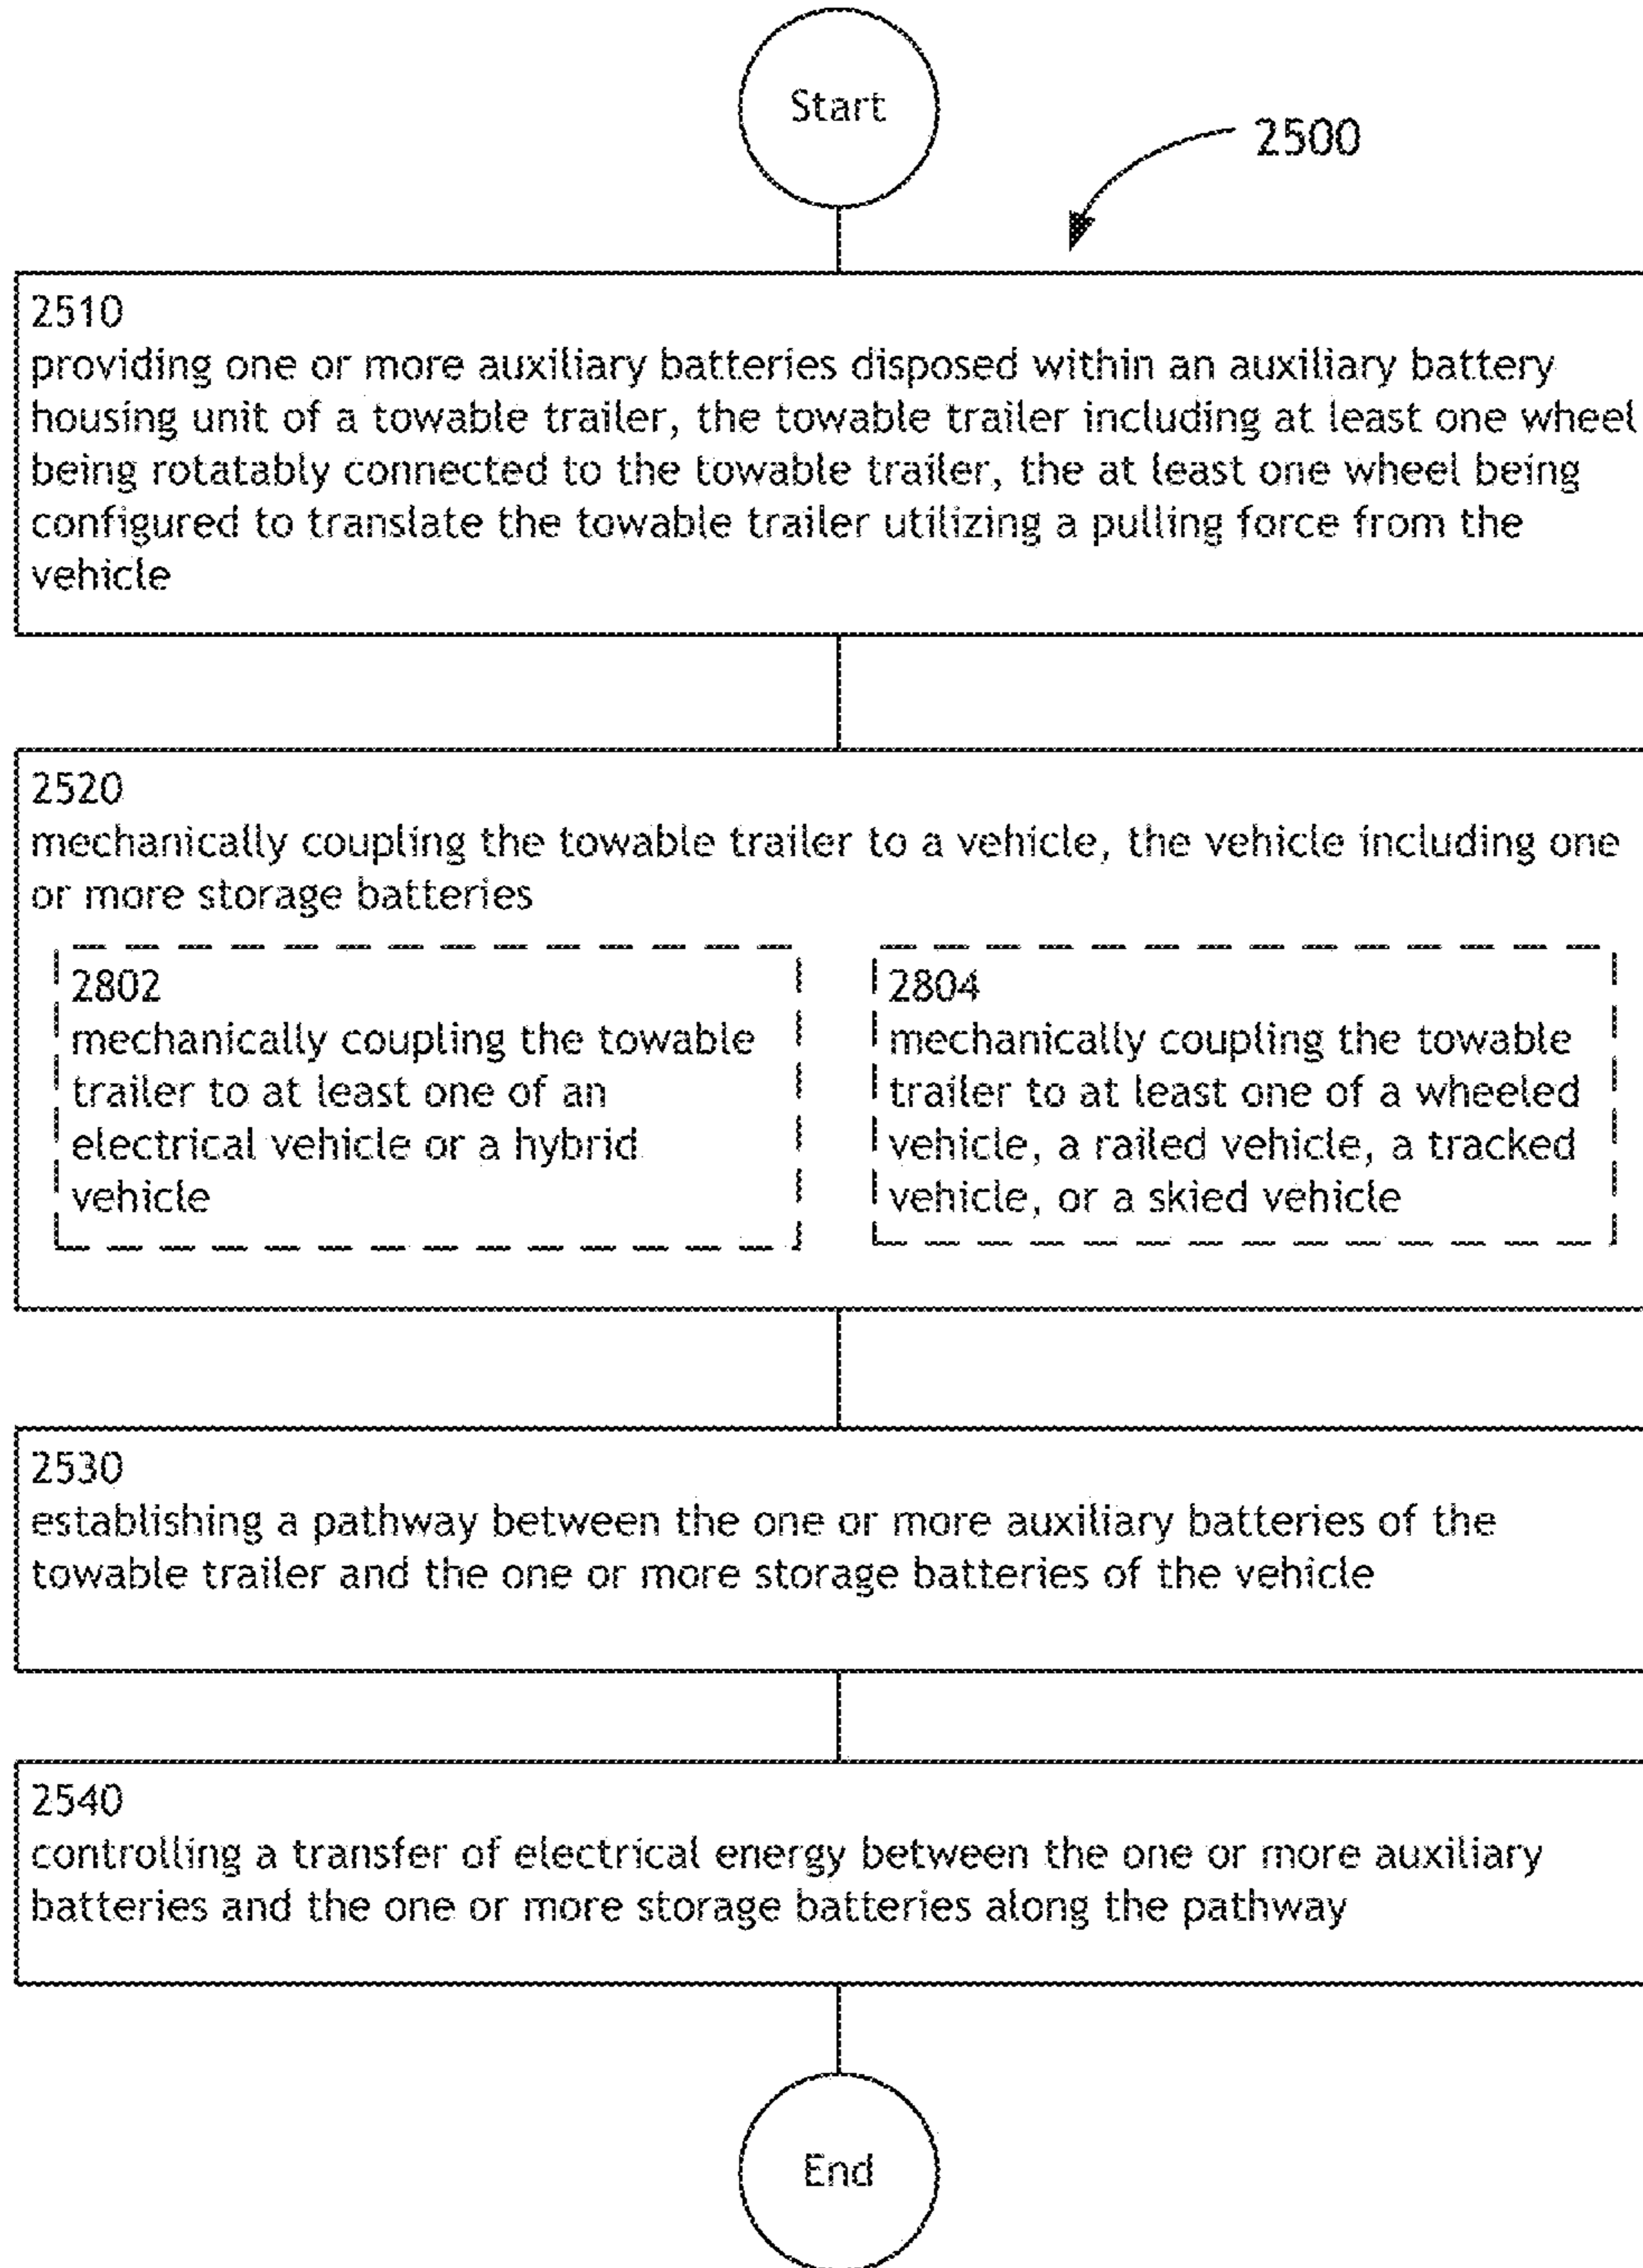 Start
2500
2510
providing one or more auxiliary batteries disposed within an auxiliary battery
housing unit of a towable trailer, the towable trailer including at least one wheel
being rotatably connected to the towable trailer, the at least one wheel being
configured to translate the towable trailer utilizing a pulling force from the
vehicle
2520
mechanically coupling the towable trailer to a vehicle, the vehicle including one
or more storage batteries
2802
mechanically coupling the towable
trailer to at least one of an
electrical vehicle or a hybrid
vehicle
2804
mechanically coupling the towable
trailer to at least one of a wheeled
vehicle, a railed vehicle, a tracked
vehicle, or a skied vehicle
2530
establishing a pathway between the one or more auxiliary batteries of the
towable trailer and the one or more storage batteries of the vehicle
2540
controlling a transfer of electrical energy between the one or more auxiliary
batteries and the one or more storage batteries along the pathway
End